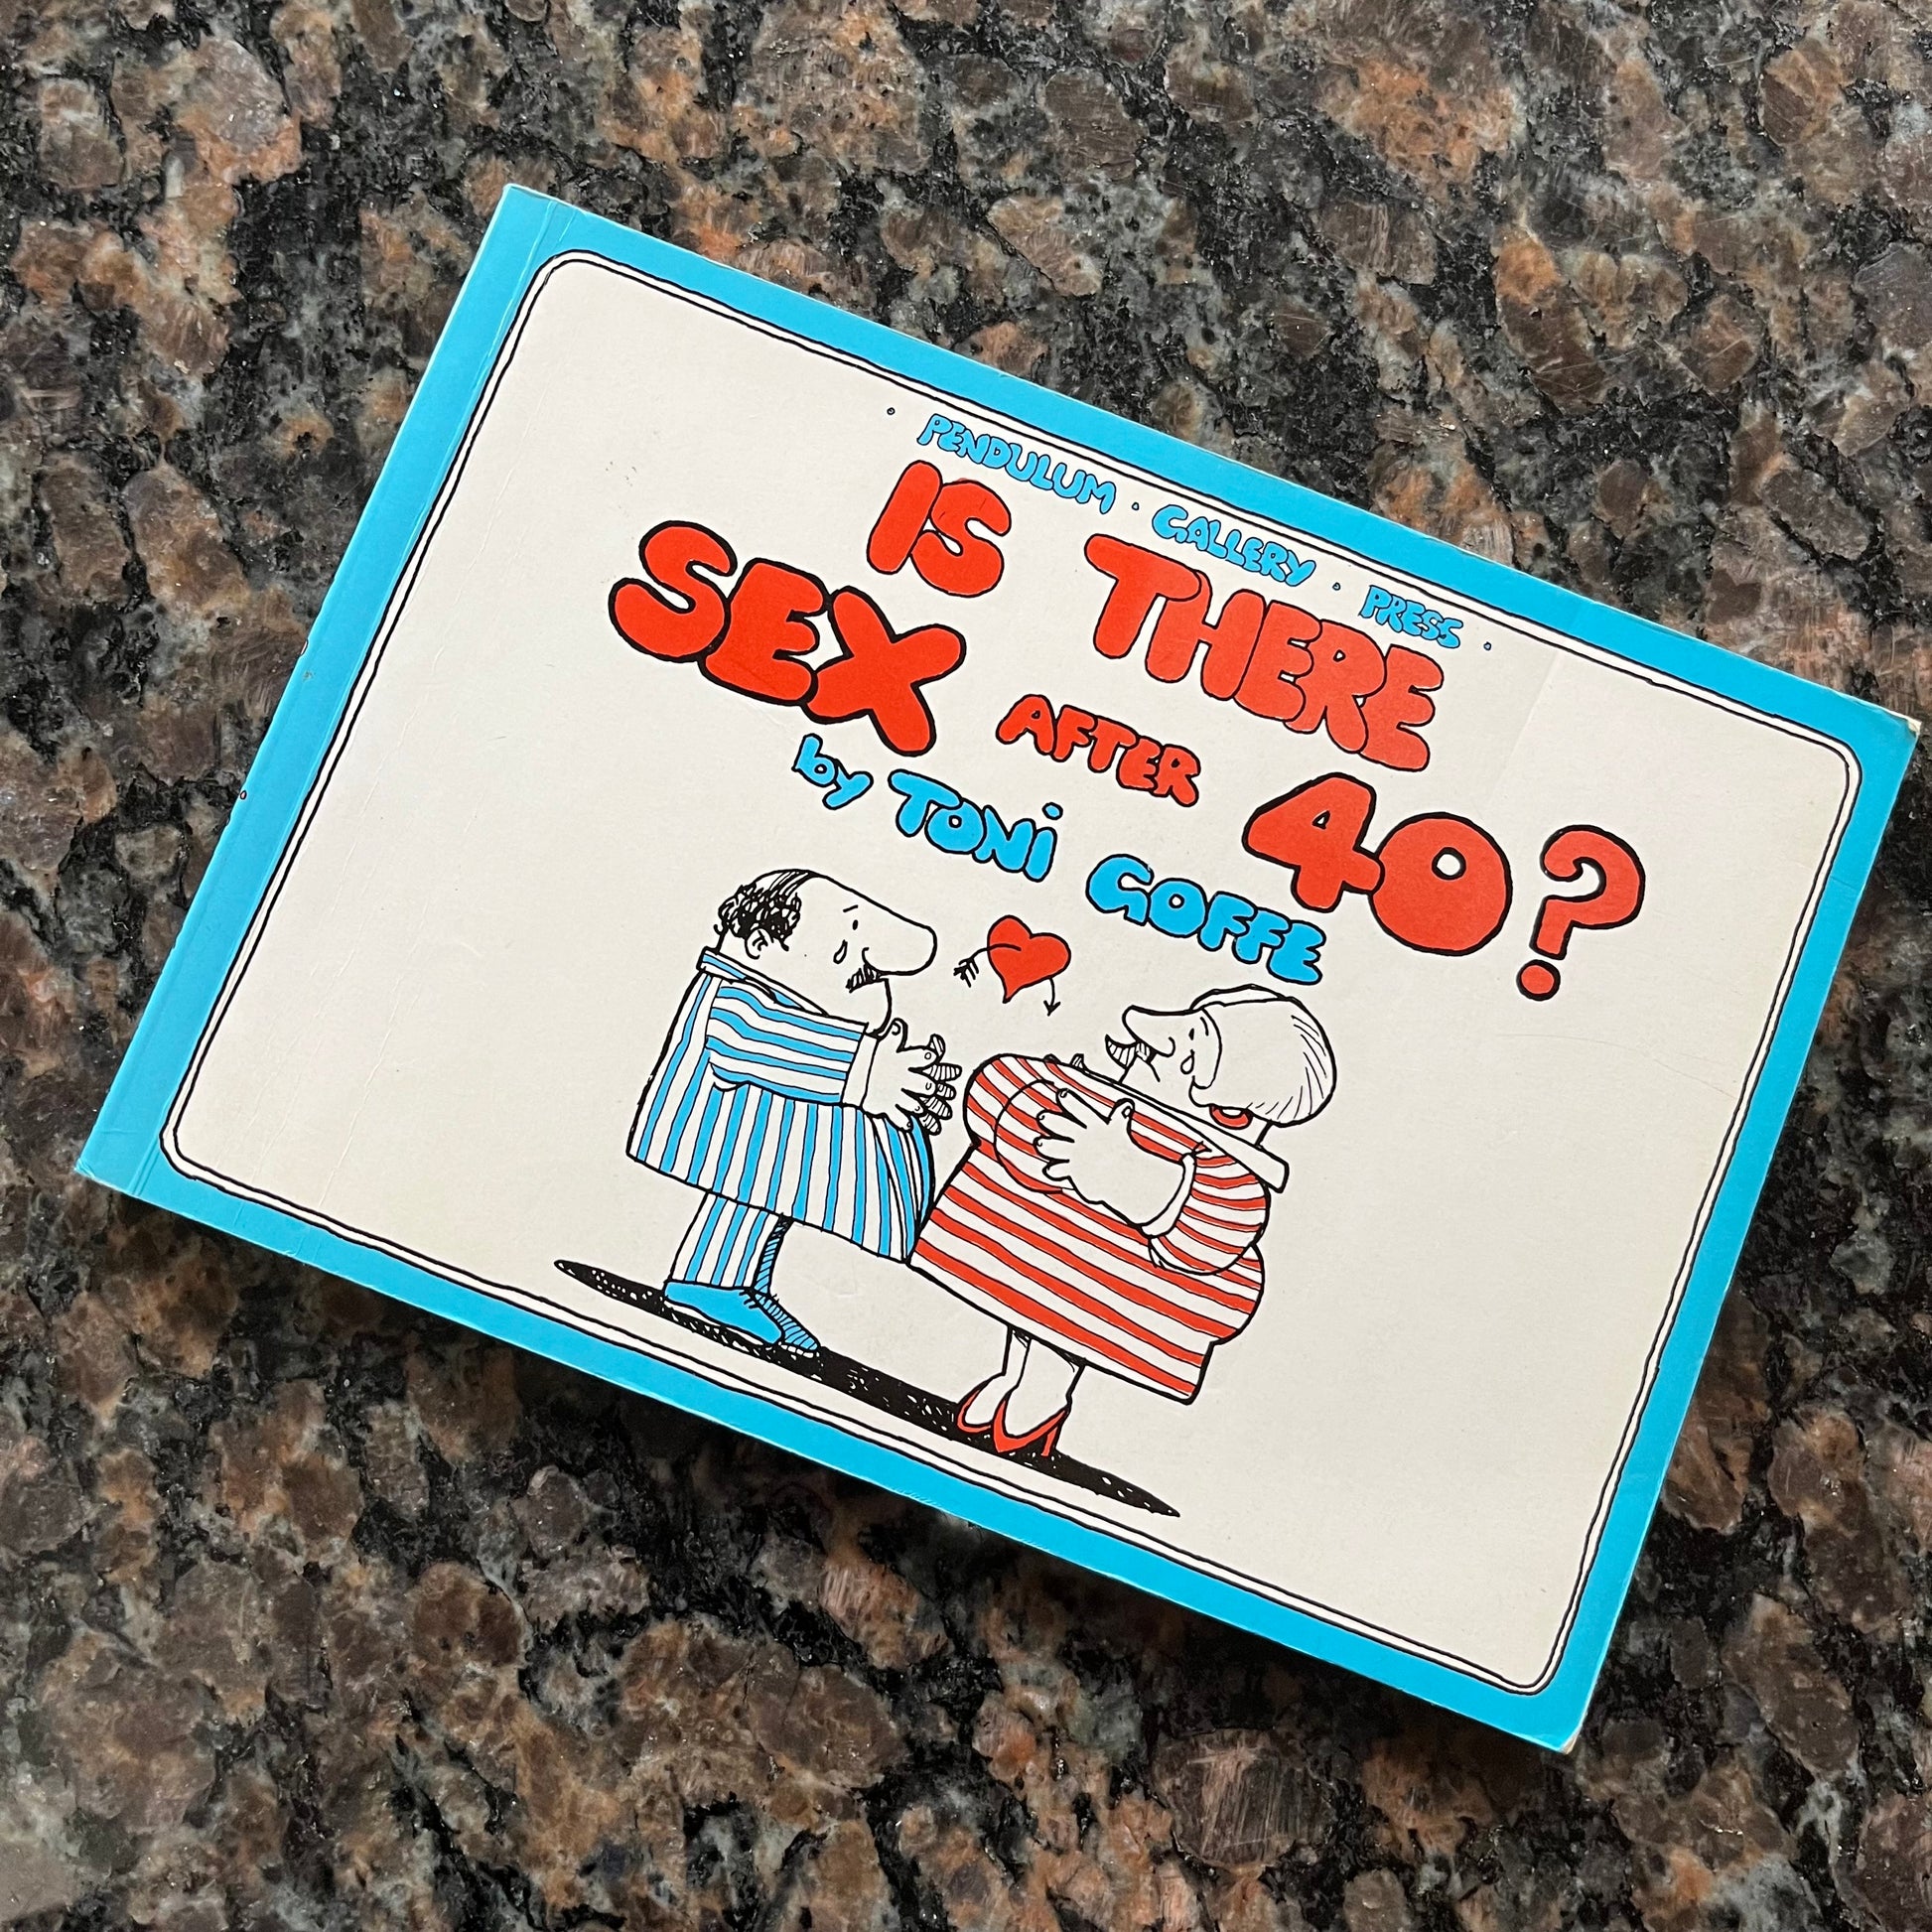 · PENDULUM · GALLERY · PRESS ·
IS THERE
SEX AFTER 40?
by TONi GOFFE